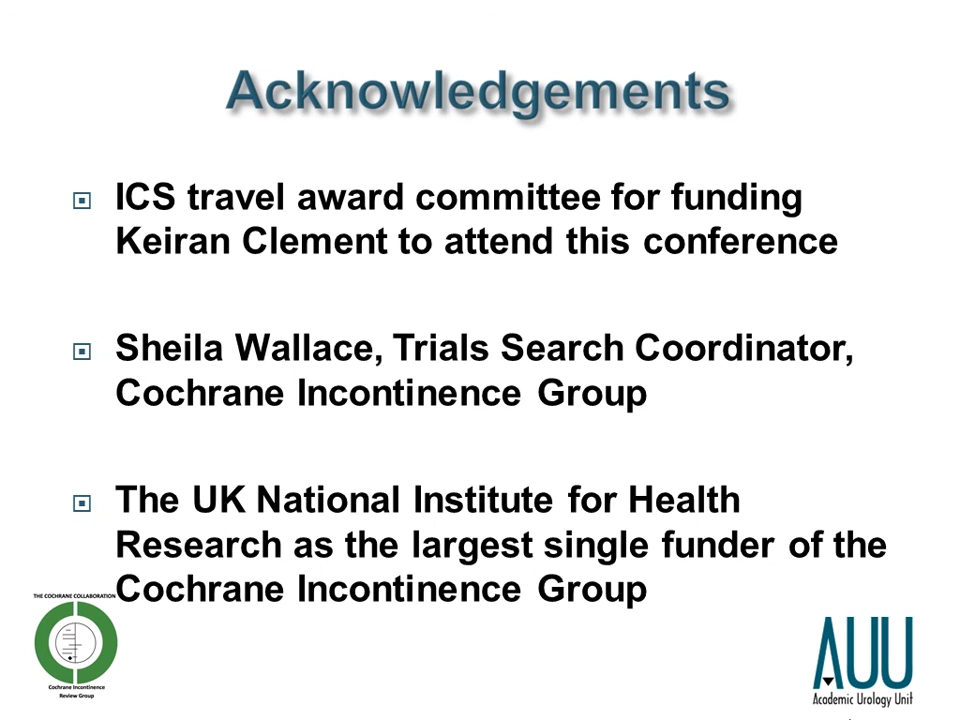 Acknowledgements
ICS travel award committee for funding
Keiran Clement to attend this conference
Sheila Wallace, Trials Search Coordinator,
Cochrane Incontinence Group
The UK National Institute for Health
Research as the largest single funder of the
Cochrane Incontinence Group
THE COCHRANE COLLABORATION
Cochrane Incontinence
Review Group
AUU
Academic Urology Unit